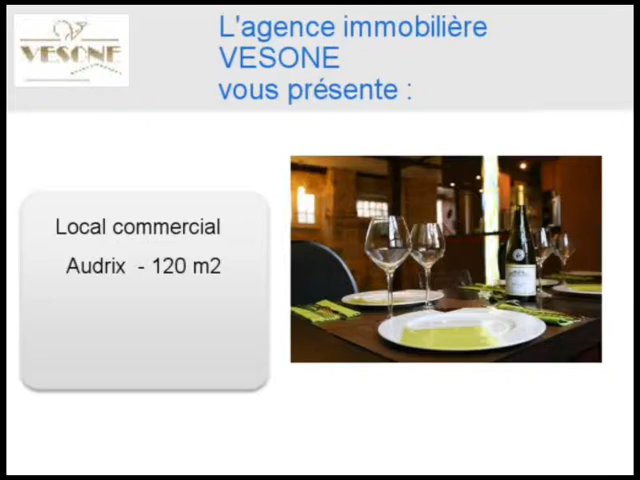 VESONE
L'agence immobilière
VESONE
vous présente :
Local commercial
Audrix - 120 m2